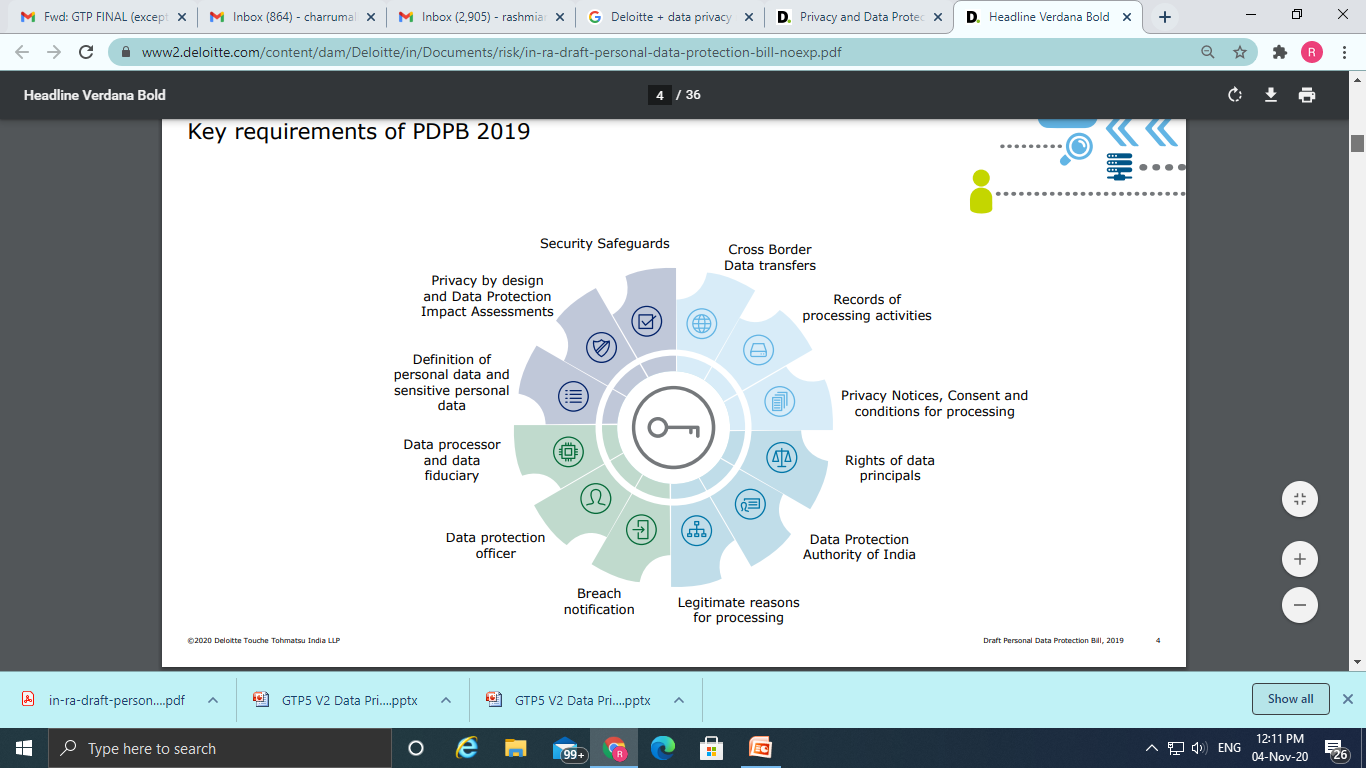 Fwd: GTP FINAL (except
Inbox (864) - charrumal
Inbox (2,905) - rashmiar
Deloitte + data privacy
Privacy and Data Protec
Headline Verdana Bold
www2.deloitte.com/content/dam/Deloitte/in/Documents/risk/in-ra-draft-personal-data-protection-bill-noexp.pdf
R
Headline Verdana Bold
4 / 36
Key requirements of PDPB 2019
Security Safeguards
Cross Border
Data transfers
Privacy by design
and Data Protection
Impact Assessments
Records of
processing activities
Definition of
personal data and
sensitive personal
data
Privacy Notices, Consent and
conditions for processing
Data processor
and data
fiduciary
Rights of data
principals
Data protection
officer
Data Protection
Authority of India
Breach
notification
Legitimate reasons
for processing
©2020 Deloitte Touche Tohmatsu India LLP
Draft Personal Data Protection Bill, 2019
4
in-ra-draft-person....pdf
GTP5 V2 Data Pri....pptx
GTP5 V2 Data Pri....pptx
Show all
Type here to search
99+
R
ENG
12:11 PM
04-Nov-20
26